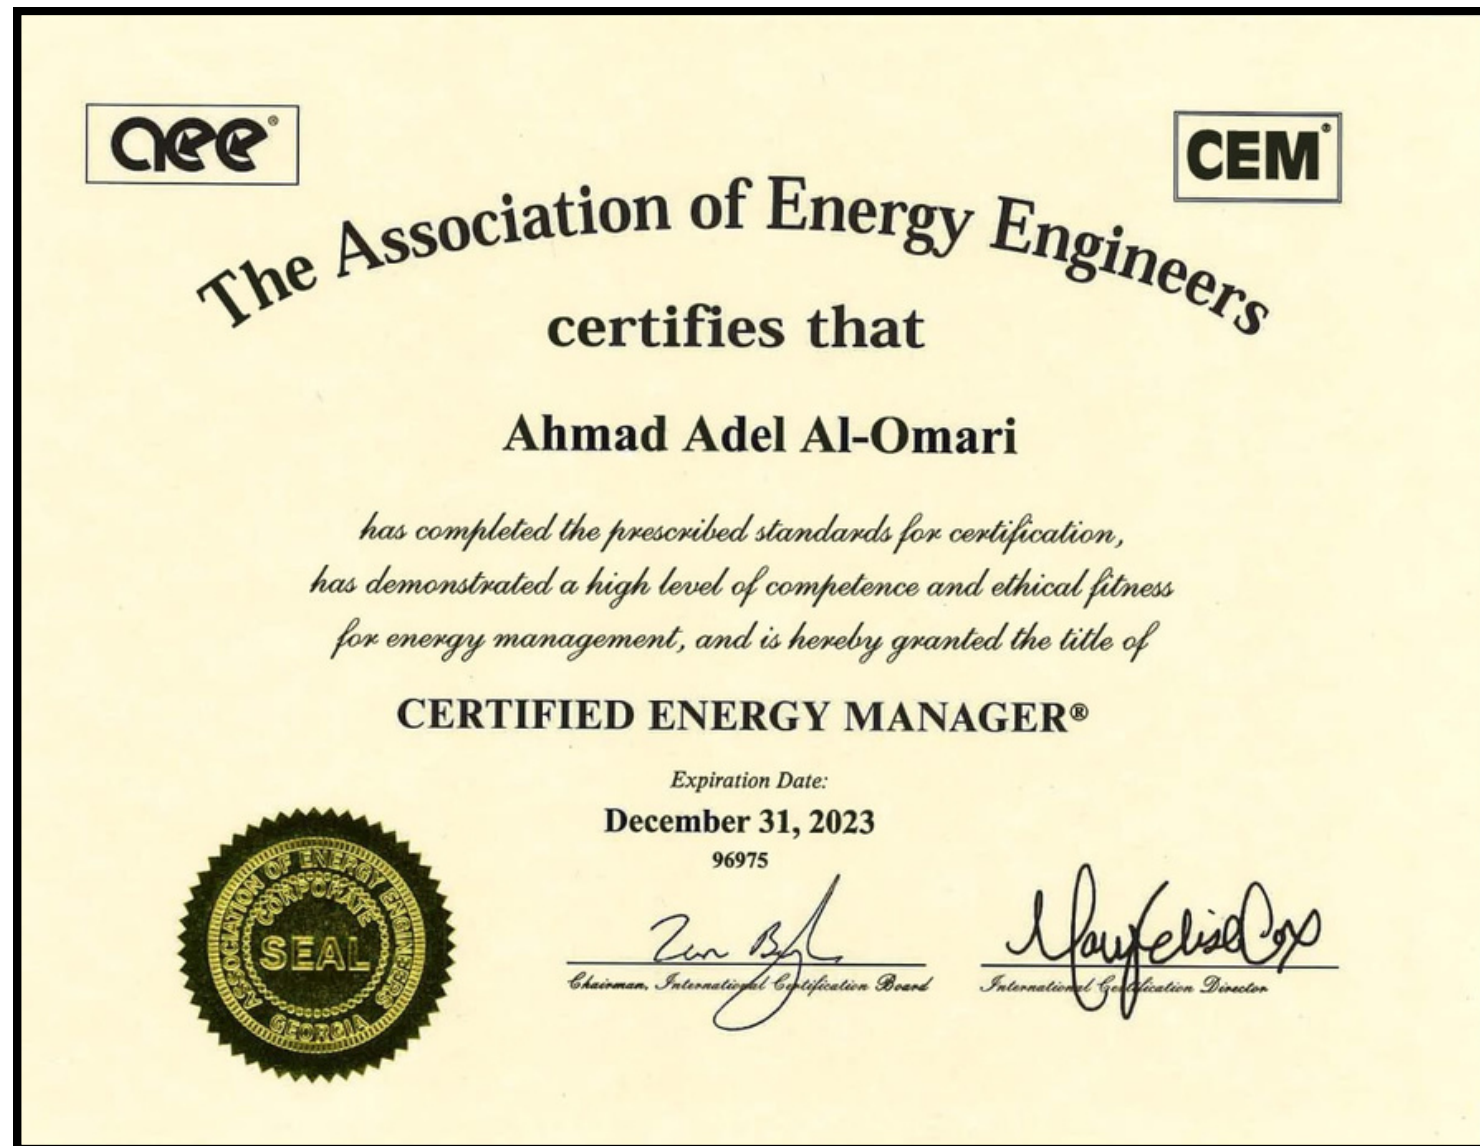 aee®
CEM®
The Association of Energy Engineers
certifies that
Ahmad Adel Al-Omari
has completed the prescribed standards for certification,
has demonstrated a high level of competence and ethical fitness
for energy management, and is hereby granted the title of
CERTIFIED ENERGY MANAGER®
Expiration Date:
December 31, 2023
96975
ASSOCIATION OF ENERGY ENGINEERS
CORPORATE
SEAL
GEORGIA
Chairman, International Certification Board
International Certification Director